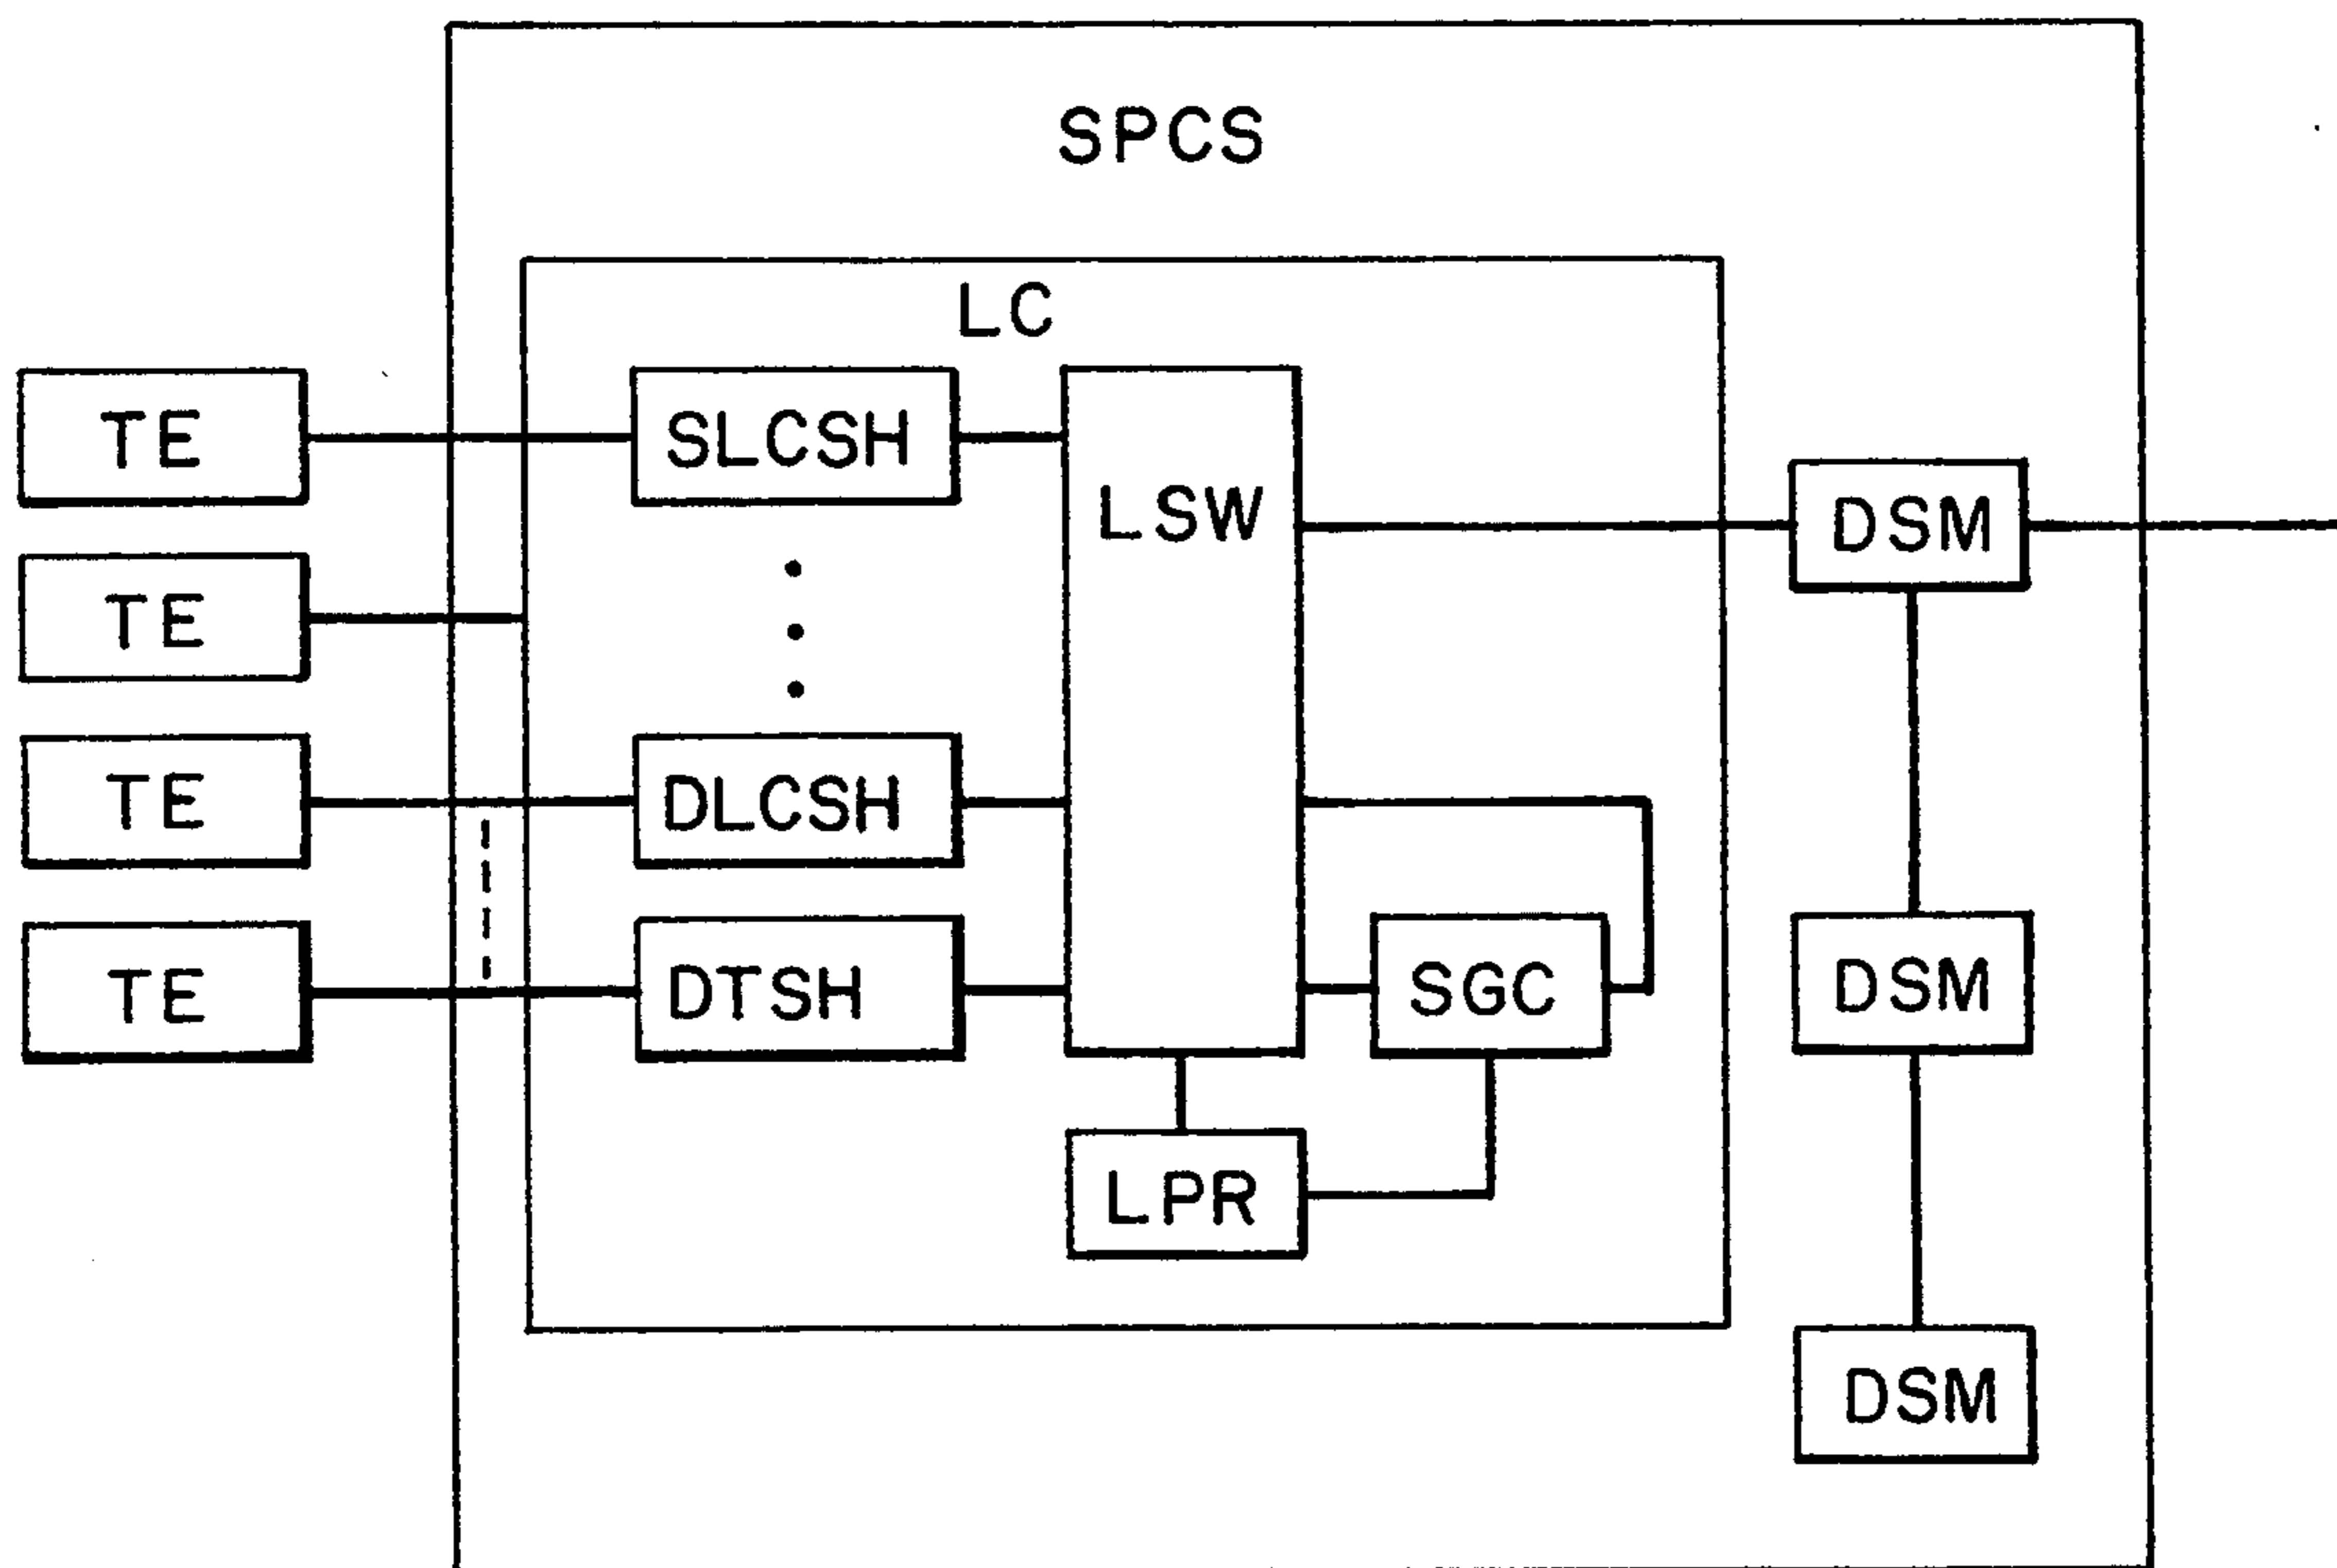 SPCS
LC
TE
SLCSH
LSW
DSM
TE
TE
DLCSH
TE
DTSH
SGC
DSM
LPR
DSM